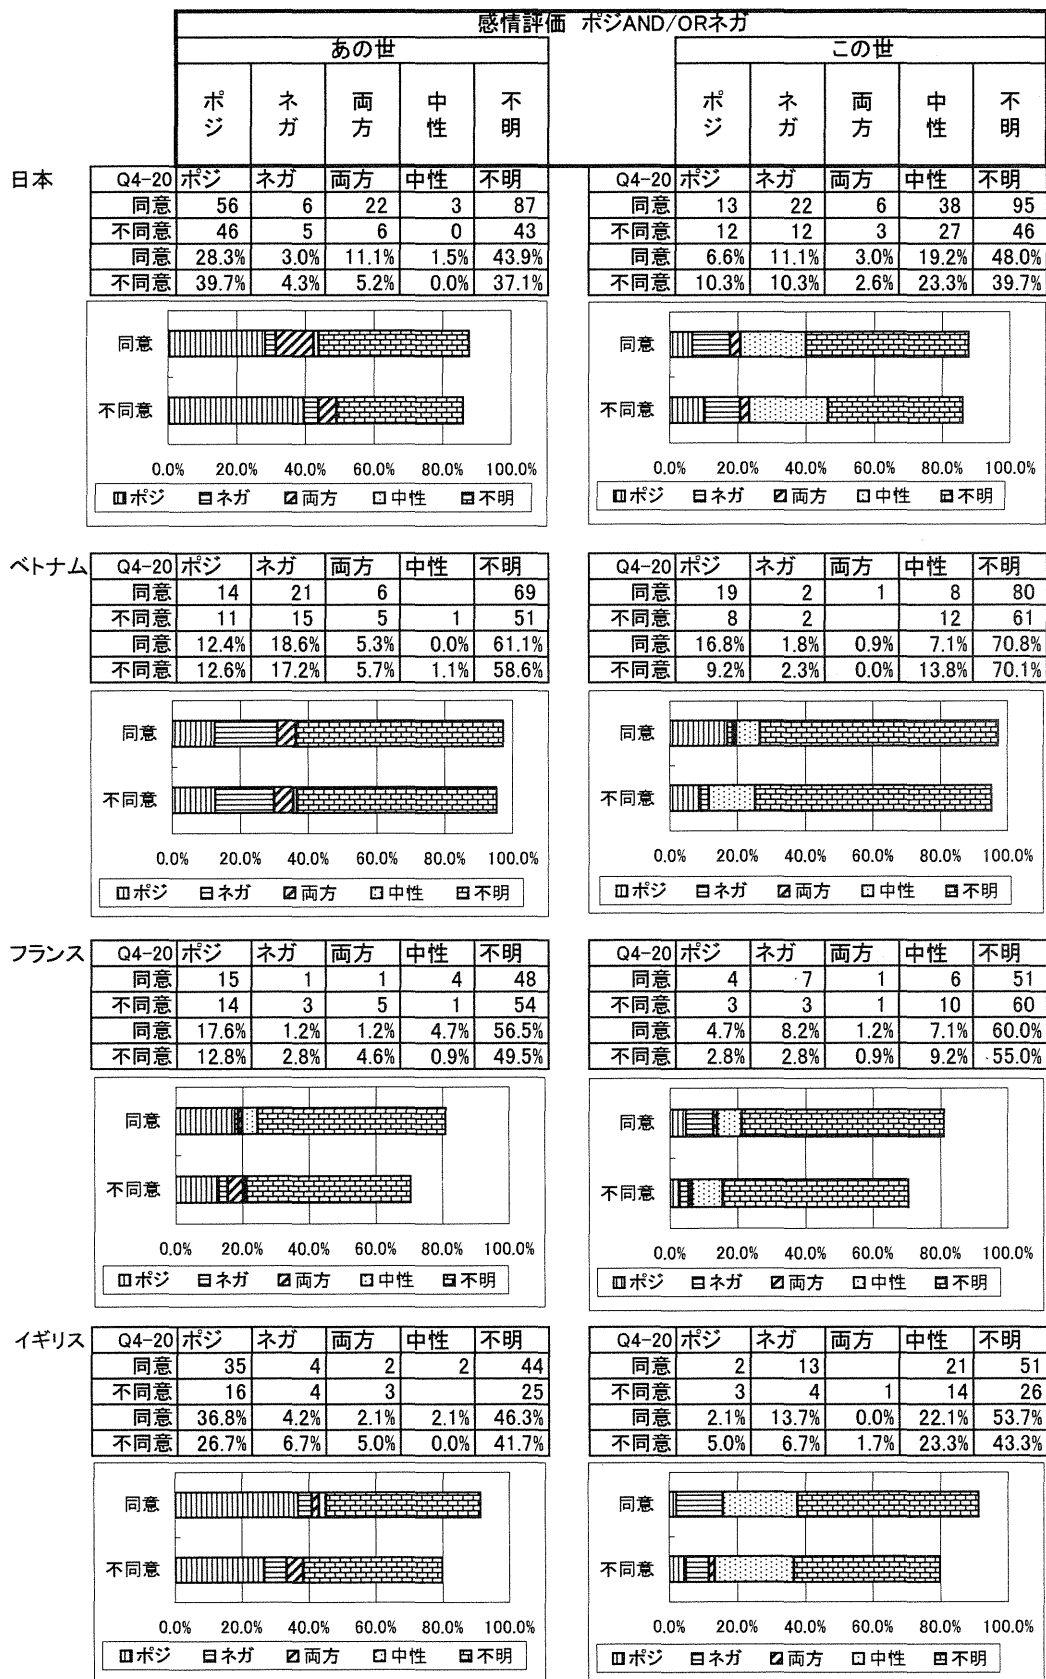 感情評価 ポジAND/ORネガ
あの世 この世
ポジ ネガ 両方 中性 不明 ポジ ネガ 両方 中性 不明
日本
Q4-20 ポジ ネガ 両方 中性 不明
同意 56 6 22 3 87
不同意 46 5 6 0 43
同意 28.3% 3.0% 11.1% 1.5% 43.9%
不同意 39.7% 4.3% 5.2% 0.0% 37.1%
Q4-20 ポジ ネガ 両方 中性 不明
同意 13 22 6 38 95
不同意 12 12 3 27 46
同意 6.6% 11.1% 3.0% 19.2% 48.0%
不同意 10.3% 10.3% 2.6% 23.3% 39.7%
同意
不同意
0.0% 20.0% 40.0% 60.0% 80.0% 100.0%
ポジ ネガ 両方 中性 不明
同意
不同意
0.0% 20.0% 40.0% 60.0% 80.0% 100.0%
ポジ ネガ 両方 中性 不明
ベトナム
Q4-20 ポジ ネガ 両方 中性 不明
同意 14 21 6 69
不同意 11 15 5 1 51
同意 12.4% 18.6% 5.3% 0.0% 61.1%
不同意 12.6% 17.2% 5.7% 1.1% 58.6%
Q4-20 ポジ ネガ 両方 中性 不明
同意 19 2 1 8 80
不同意 8 2 12 61
同意 16.8% 1.8% 0.9% 7.1% 70.8%
不同意 9.2% 2.3% 0.0% 13.8% 70.1%
同意
不同意
0.0% 20.0% 40.0% 60.0% 80.0% 100.0%
ポジ ネガ 両方 中性 不明
同意
不同意
0.0% 20.0% 40.0% 60.0% 80.0% 100.0%
ポジ ネガ 両方 中性 不明
フランス
Q4-20 ポジ ネガ 両方 中性 不明
同意 15 1 1 4 48
不同意 14 3 5 1 54
同意 17.6% 1.2% 1.2% 4.7% 56.5%
不同意 12.8% 2.8% 4.6% 0.9% 49.5%
Q4-20 ポジ ネガ 両方 中性 不明
同意 4 7 1 6 51
不同意 3 3 1 10 60
同意 4.7% 8.2% 1.2% 7.1% 60.0%
不同意 2.8% 2.8% 0.9% 9.2% 55.0%
同意
不同意
0.0% 20.0% 40.0% 60.0% 80.0% 100.0%
ポジ ネガ 両方 中性 不明
同意
不同意
0.0% 20.0% 40.0% 60.0% 80.0% 100.0%
ポジ ネガ 両方 中性 不明
イギリス
Q4-20 ポジ ネガ 両方 中性 不明
同意 35 4 2 2 44
不同意 16 4 3 25
同意 36.8% 4.2% 2.1% 2.1% 46.3%
不同意 26.7% 6.7% 5.0% 0.0% 41.7%
Q4-20 ポジ ネガ 両方 中性 不明
同意 2 13 21 51
不同意 3 4 1 14 26
同意 2.1% 13.7% 0.0% 22.1% 53.7%
不同意 5.0% 6.7% 1.7% 23.3% 43.3%
同意
不同意
0.0% 20.0% 40.0% 60.0% 80.0% 100.0%
ポジ ネガ 両方 中性 不明
同意
不同意
0.0% 20.0% 40.0% 60.0% 80.0% 100.0%
ポジ ネガ 両方 中性 不明